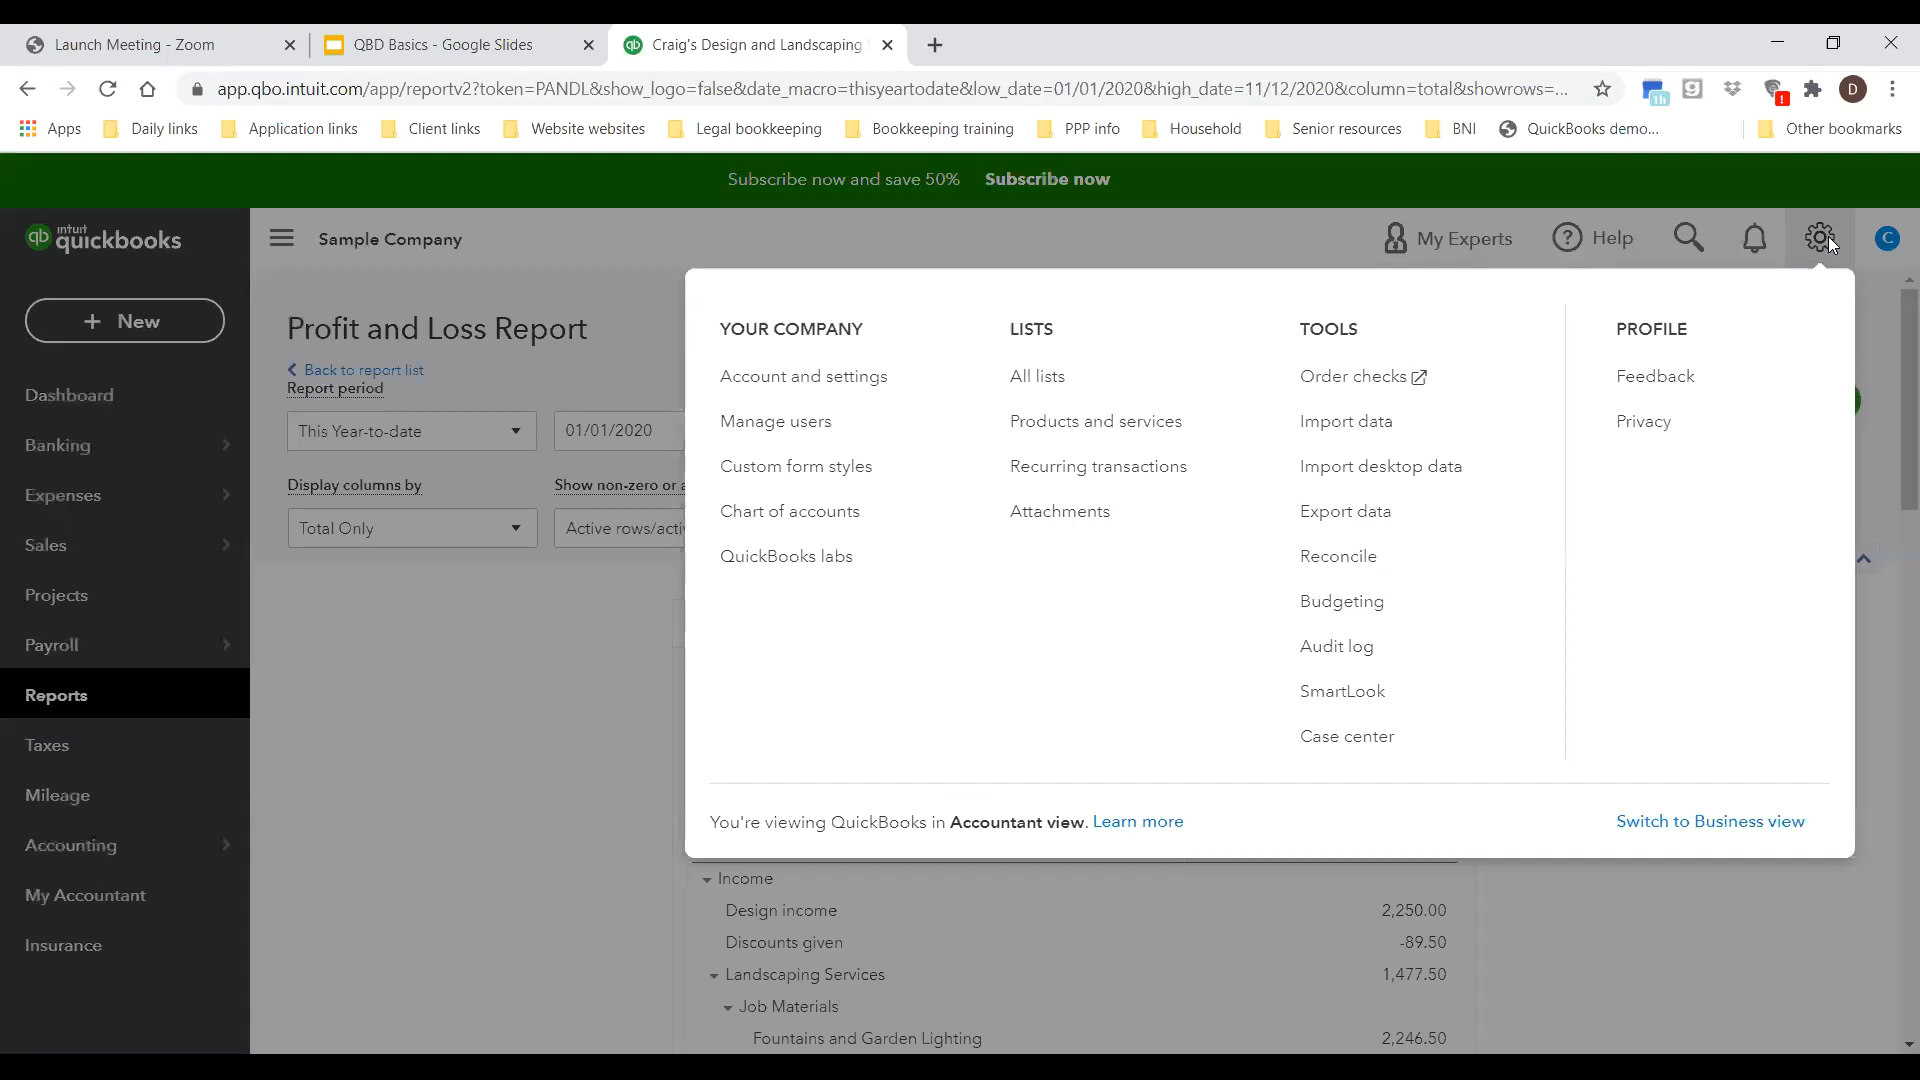 Launch Meeting - Zoom
QBD Basics - Google Slides
Craig's Design and Landscaping
app.qbo.intuit.com/app/reportv2?token=PANDL&show_logo=false&date_macro=thisyeartodate&low_date=01/01/2020&high_date=11/12/2020&column=total&showrows=...
1h
!
D
Apps
Daily links
Application links
Client links
Website websites
Legal bookkeeping
Bookkeeping training
PPP info
Household
Senior resources
BNI
QuickBooks demo...
Other bookmarks
Subscribe now and save 50% Subscribe now
qb intuit quickbooks
Sample Company
My Experts
? Help
C
+ New
Dashboard
Banking
Expenses
Sales
Projects
Payroll
Reports
Taxes
Mileage
Accounting
My Accountant
Insurance
Profit and Loss Report
Back to report list
Report period
This Year-to-date
01/01/2020
Display columns by
Show non-zero or a
Total Only
Active rows/acti
YOUR COMPANY
Account and settings
Manage users
Custom form styles
Chart of accounts
QuickBooks labs
LISTS
All lists
Products and services
Recurring transactions
Attachments
TOOLS
Order checks
Import data
Import desktop data
Export data
Reconcile
Budgeting
Audit log
SmartLook
Case center
PROFILE
Feedback
Privacy
You're viewing QuickBooks in Accountant view. Learn more
Switch to Business view
Income
Design income 2,250.00
Discounts given -89.50
Landscaping Services 1,477.50
Job Materials
Fountains and Garden Lighting 2,246.50